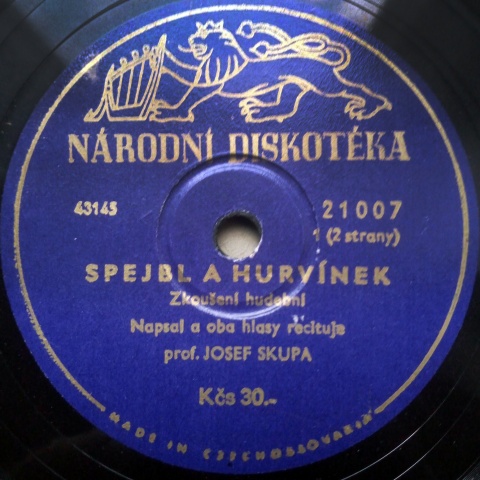 NÁRODNÍ DISKOTÉKA
43145
21007
1 (2 strany)
SPEJBL A HURVÍNEK
Zkoušení hudební
Napsal a oba hlasy recituje
prof. JOSEF SKUPA
Kčs 30.-
MADE IN CZECHOSLOVAKIA